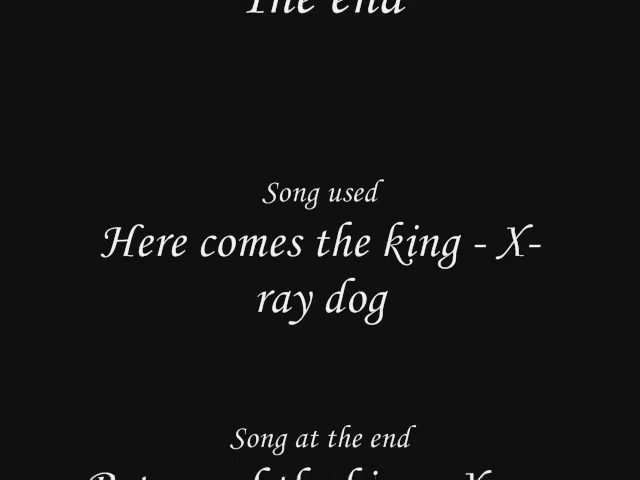 The end
Song used
Here comes the king - X-
ray dog
Song at the end